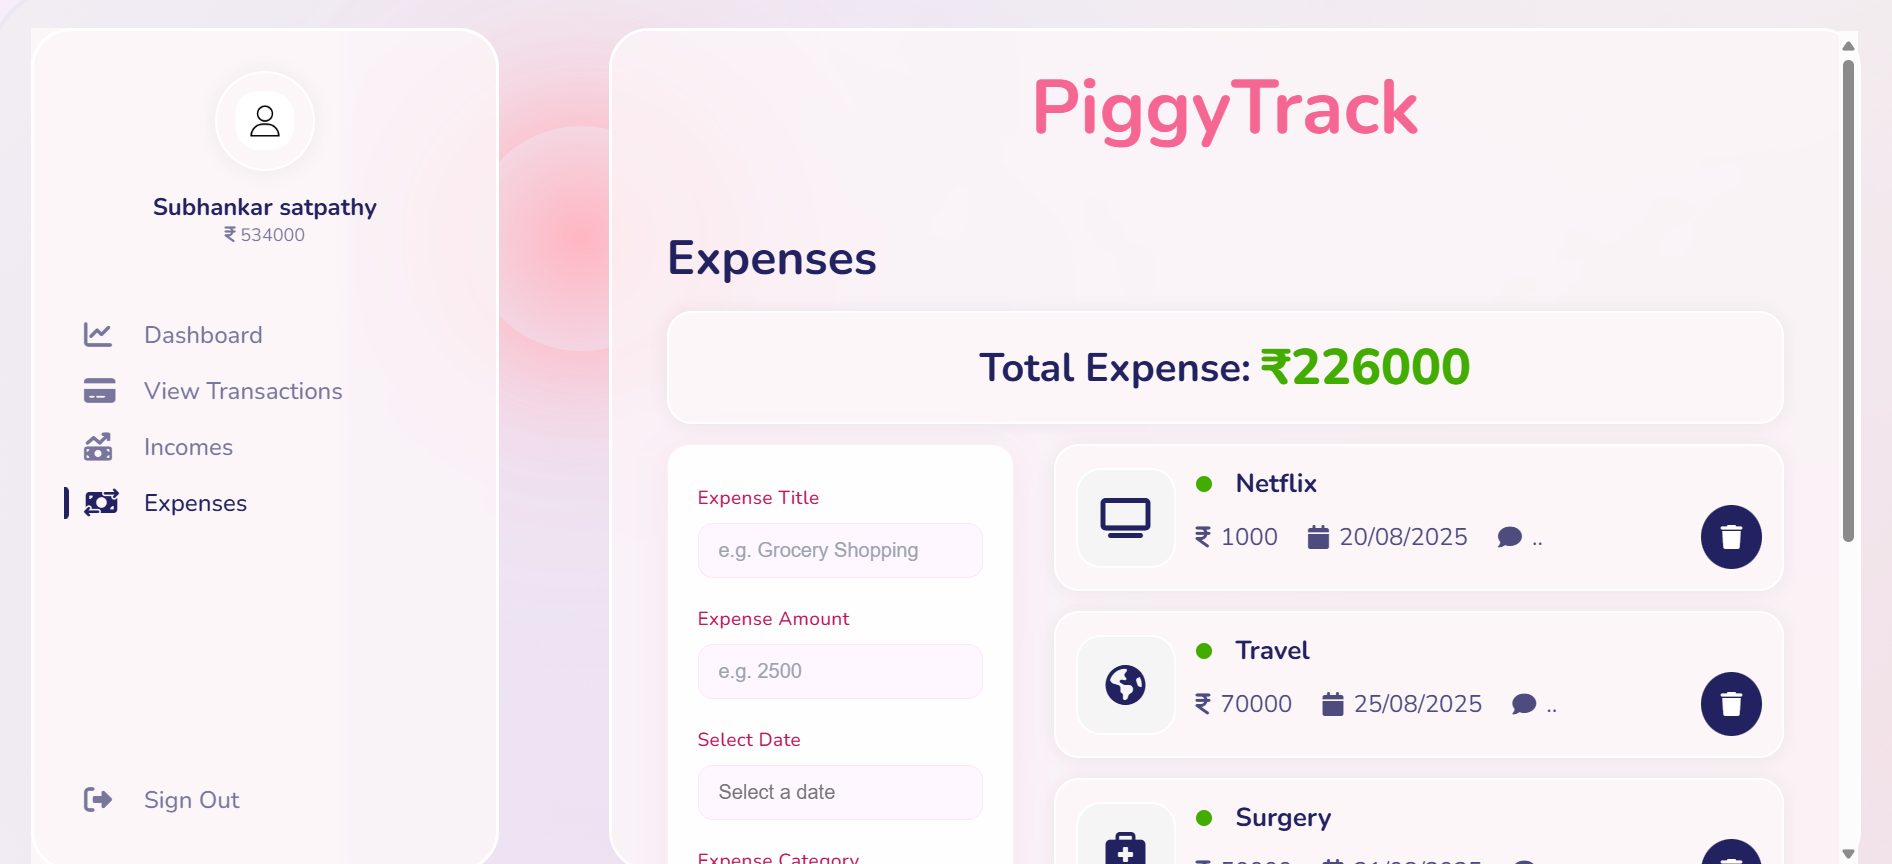 Subhankar satpathy
₹ 534000
Dashboard
View Transactions
Incomes
Expenses
Sign Out
PiggyTrack
Expenses
Total Expense: ₹226000
Expense Title
e.g. Grocery Shopping
Expense Amount
e.g. 2500
Select Date
Select a date
Expense Category
Netflix
₹ 1000 20/08/2025 ..
Travel
₹ 70000 25/08/2025 ..
Surgery